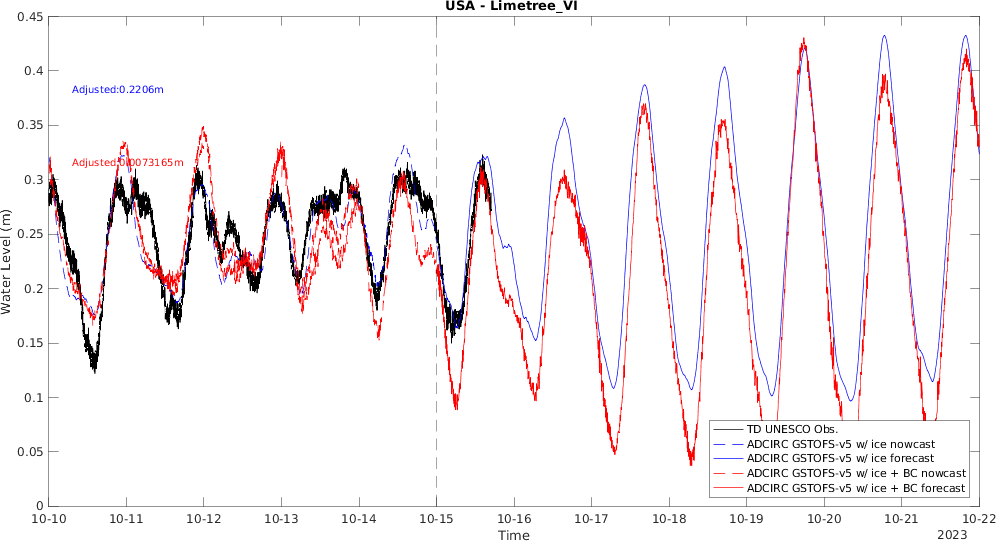 USA - Limetree_VI
0.45
0.4
0.35
0.3
0.25
0.2
0.15
0.1
0.05
0
Water Level (m)
Adjusted:0.2206m
Adjusted:0.0073165m
TD UNESCO Obs.
ADCIRC GSTOFS-v5 w/ ice nowcast
ADCIRC GSTOFS-v5 w/ ice forecast
ADCIRC GSTOFS-v5 w/ ice + BC nowcast
ADCIRC GSTOFS-v5 w/ ice + BC forecast
10-10 10-11 10-12 10-13 10-14 10-15 10-16 10-17 10-18 10-19 10-20 10-21 10-22
Time
2023